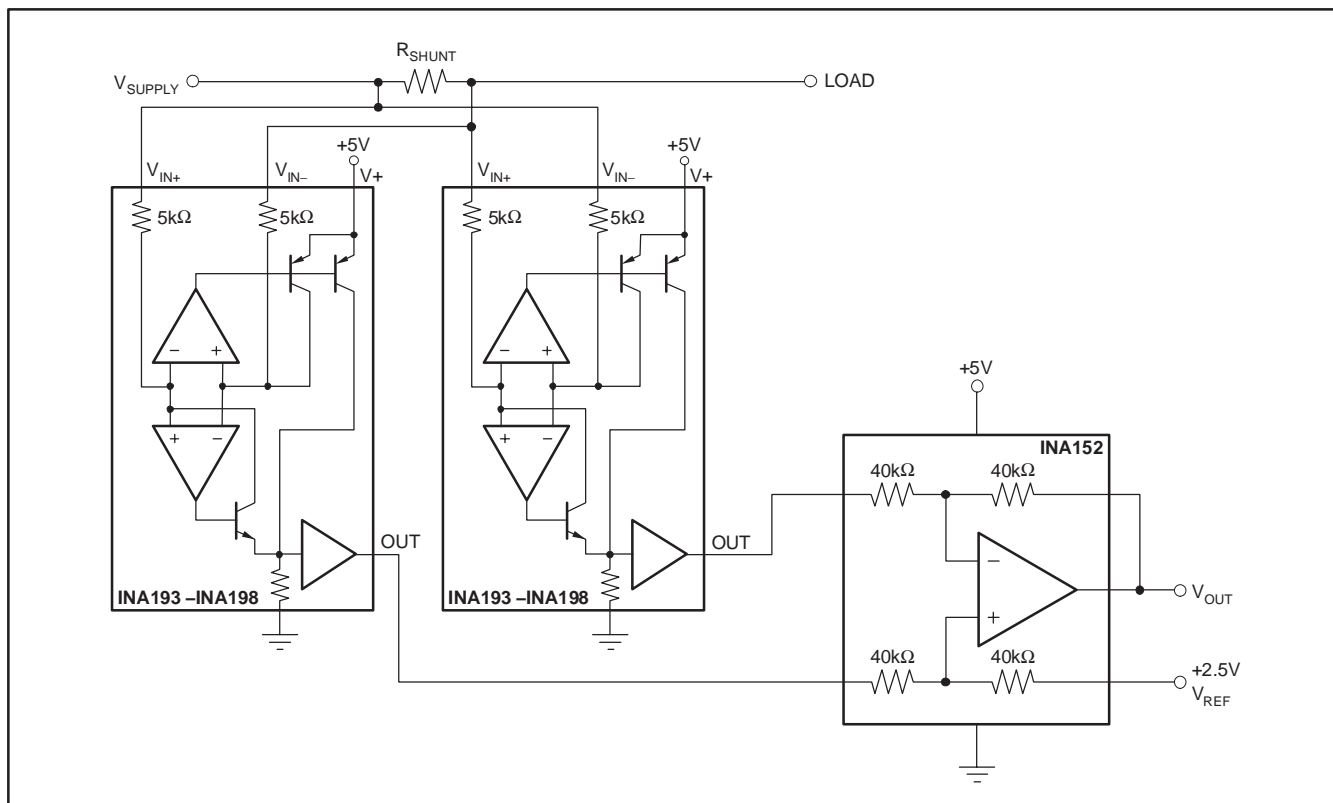 R_SHUNT
V_SUPPLY
LOAD
+5V
+5V
V_IN+
V_IN–
V+
V_IN+
V_IN–
V+
5kΩ
5kΩ
5kΩ
5kΩ
– +
– +
+5V
+ –
+ –
INA152
40kΩ
40kΩ
OUT
OUT
–
INA193 –INA198
INA193 –INA198
V_OUT
+
40kΩ
40kΩ
+2.5V
V_REF